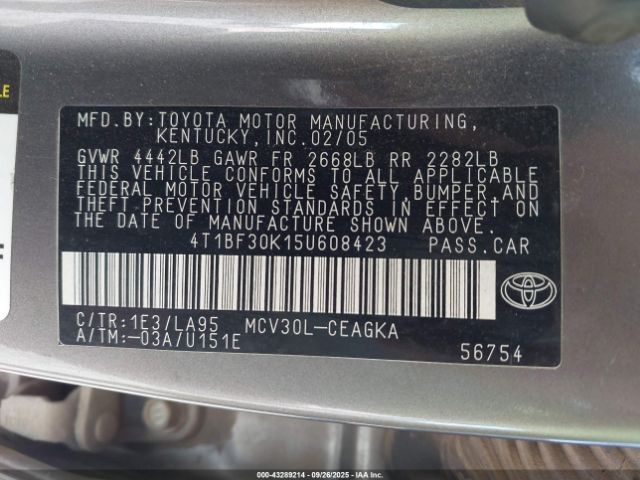 LE
MFD.BY:TOYOTA MOTOR MANUFACTURING,
KENTUCKY,INC.02/05
GVWR 4442LB GAWR FR 2668LB RR 2282LB
THIS VEHICLE CONFORMS TO ALL APPLICABLE
FEDERAL MOTOR VEHICLE SAFETY,BUMPER AND
THEFT PREVENTION STANDARDS IN EFFECT ON
THE DATE OF MANUFACTURE SHOWN ABOVE.
4T1BF30K15U608423 PASS.CAR
F
C/TR:1E3/LA95 MCV30L-CEAGKA
A/TM:-03A/U151E
56754
000-43289214 - 09/26/2025 - IAAI.CA